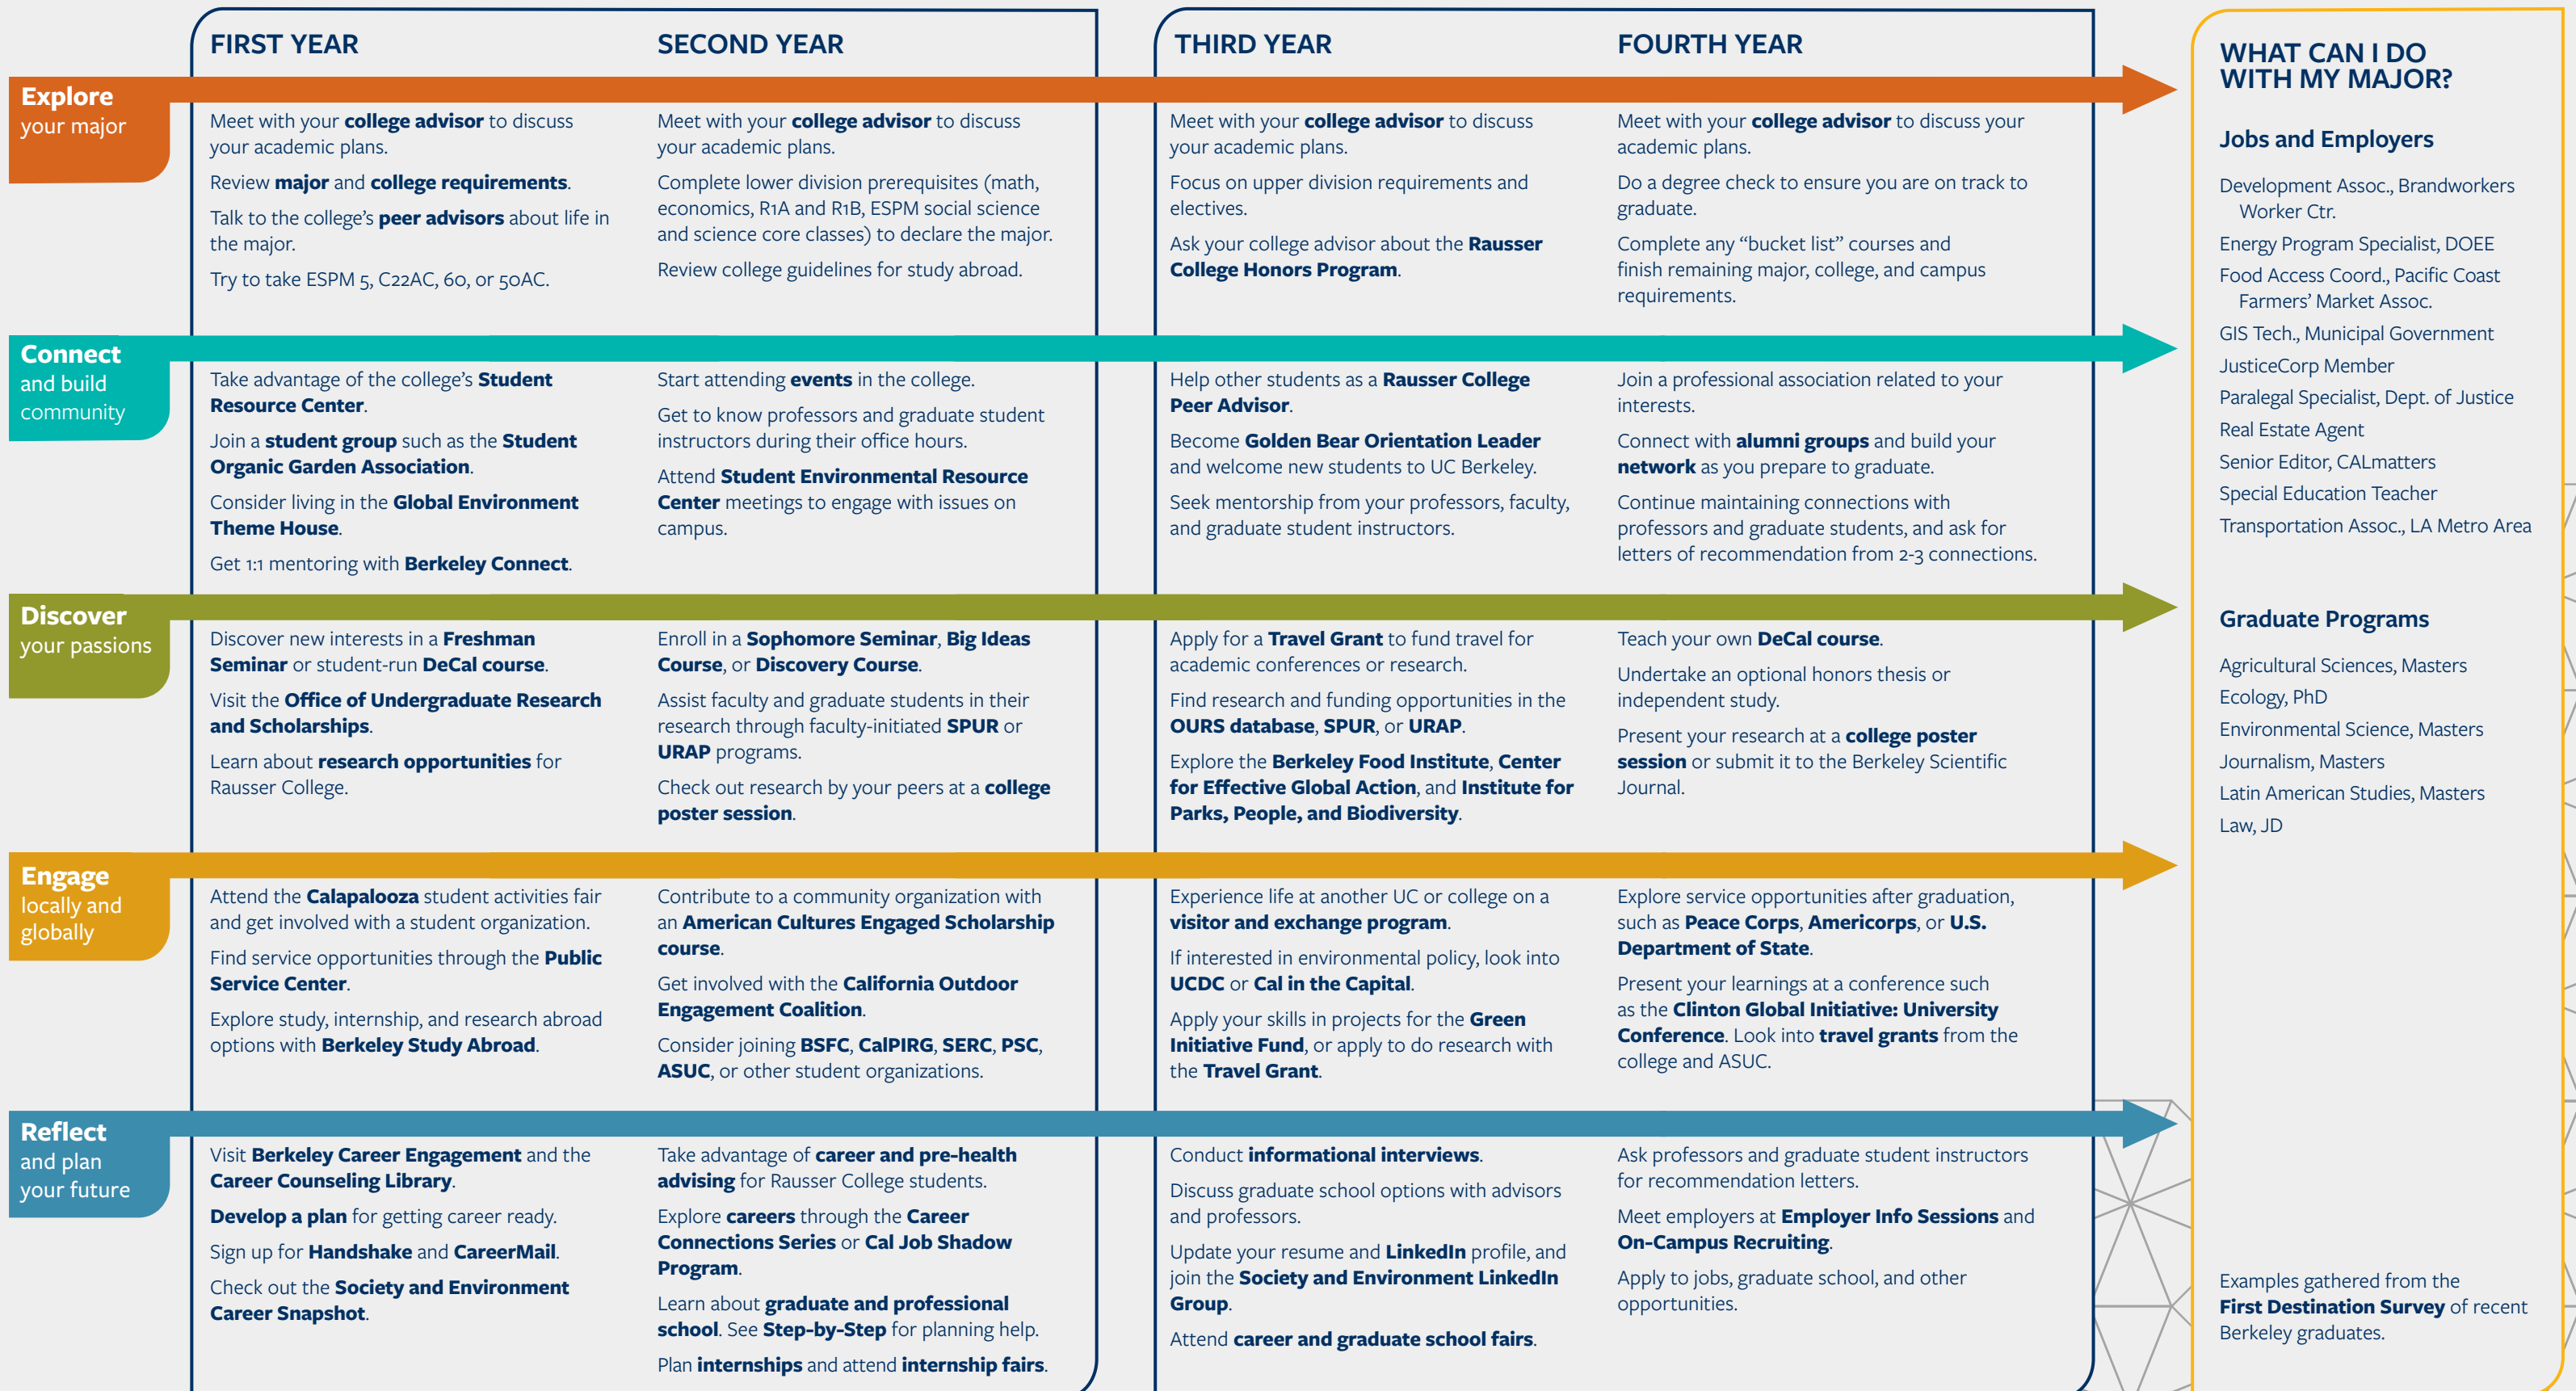 FIRST YEAR
SECOND YEAR
THIRD YEAR
FOURTH YEAR
Explore
your major
Meet with your college advisor to discuss
your academic plans.
Review major and college requirements.
Talk to the college's peer advisors about life in
the major.
Try to take ESPM 5, C22AC, 60, or 50AC.
Meet with your college advisor to discuss
your academic plans.
Complete lower division prerequisites (math,
economics, R1A and R1B, ESPM social science
and science core classes) to declare the major.
Review college guidelines for study abroad.
Meet with your college advisor to discuss
your academic plans.
Focus on upper division requirements and
electives.
Ask your college advisor about the Rausser
College Honors Program.
Meet with your college advisor to discuss your
academic plans.
Do a degree check to ensure you are on track to
graduate.
Complete any “bucket list” courses and
finish remaining major, college, and campus
requirements.
Connect
and build
community
Take advantage of the college's Student
Resource Center.
Join a student group such as the Student
Organic Garden Association.
Consider living in the Global Environment
Theme House.
Get 1:1 mentoring with Berkeley Connect.
Start attending events in the college.
Get to know professors and graduate student
instructors during their office hours.
Attend Student Environmental Resource
Center meetings to engage with issues on
campus.
Help other students as a Rausser College
Peer Advisor.
Become Golden Bear Orientation Leader
and welcome new students to UC Berkeley.
Seek mentorship from your professors, faculty,
and graduate student instructors.
Join a professional association related to your
interests.
Connect with alumni groups and build your
network as you prepare to graduate.
Continue maintaining connections with
professors and graduate students, and ask for
letters of recommendation from 2-3 connections.
Discover
your passions
Discover new interests in a Freshman
Seminar or student-run DeCal course.
Visit the Office of Undergraduate Research
and Scholarships.
Learn about research opportunities for
Rausser College.
Enroll in a Sophomore Seminar, Big Ideas
Course, or Discovery Course.
Assist faculty and graduate students in their
research through faculty-initiated SPUR or
URAP programs.
Check out research by your peers at a college
poster session.
Apply for a Travel Grant to fund travel for
academic conferences or research.
Find research and funding opportunities in the
OURS database, SPUR, or URAP.
Explore the Berkeley Food Institute, Center
for Effective Global Action, and Institute for
Parks, People, and Biodiversity.
Teach your own DeCal course.
Undertake an optional honors thesis or
independent study.
Present your research at a college poster
session or submit it to the Berkeley Scientific
Journal.
Engage
locally and
globally
Attend the Calapalooza student activities fair
and get involved with a student organization.
Find service opportunities through the Public
Service Center.
Explore study, internship, and research abroad
options with Berkeley Study Abroad.
Contribute to a community organization with
an American Cultures Engaged Scholarship
course.
Get involved with the California Outdoor
Engagement Coalition.
Consider joining BSFC, CalPIRG, SERC, PSC,
ASUC, or other student organizations.
Experience life at another UC or college on a
visitor and exchange program.
If interested in environmental policy, look into
UCDC or Cal in the Capital.
Apply your skills in projects for the Green
Initiative Fund, or apply to do research with
the Travel Grant.
Explore service opportunities after graduation,
such as Peace Corps, Americorps, or U.S.
Department of State.
Present your learnings at a conference such
as the Clinton Global Initiative: University
Conference. Look into travel grants from the
college and ASUC.
Reflect
and plan
your future
Visit Berkeley Career Engagement and the
Career Counseling Library.
Develop a plan for getting career ready.
Sign up for Handshake and CareerMail.
Check out the Society and Environment
Career Snapshot.
Take advantage of career and pre-health
advising for Rausser College students.
Explore careers through the Career
Connections Series or Cal Job Shadow
Program.
Learn about graduate and professional
school. See Step-by-Step for planning help.
Plan internships and attend internship fairs.
Conduct informational interviews.
Discuss graduate school options with advisors
and professors.
Update your resume and LinkedIn profile, and
join the Society and Environment LinkedIn
Group.
Attend career and graduate school fairs.
Ask professors and graduate student instructors
for recommendation letters.
Meet employers at Employer Info Sessions and
On-Campus Recruiting.
Apply to jobs, graduate school, and other
opportunities.
WHAT CAN I DO
WITH MY MAJOR?
Jobs and Employers
Development Assoc., Brandworkers
Worker Ctr.
Energy Program Specialist, DOEE
Food Access Coord., Pacific Coast
Farmers' Market Assoc.
GIS Tech., Municipal Government
JusticeCorp Member
Paralegal Specialist, Dept. of Justice
Real Estate Agent
Senior Editor, CALmatters
Special Education Teacher
Transportation Assoc., LA Metro Area
Graduate Programs
Agricultural Sciences, Masters
Ecology, PhD
Environmental Science, Masters
Journalism, Masters
Latin American Studies, Masters
Law, JD
Examples gathered from the
First Destination Survey of recent
Berkeley graduates.